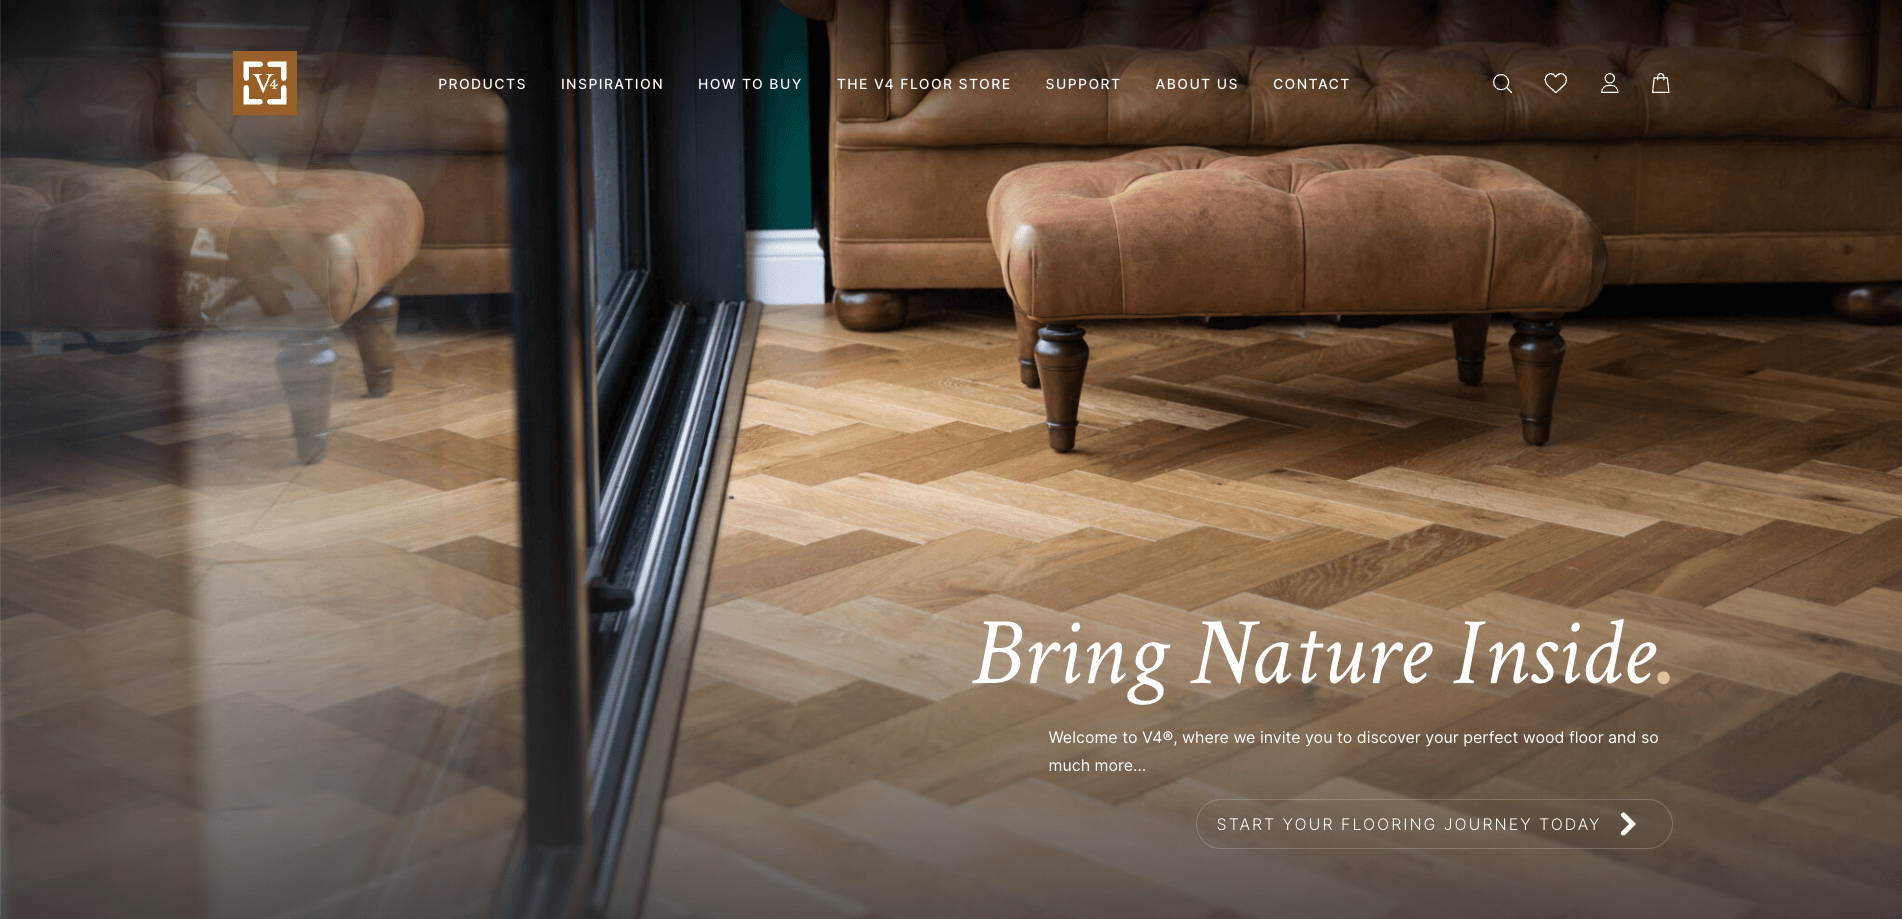 V4
PRODUCTS
INSPIRATION
HOW TO BUY
THE V4 FLOOR STORE
SUPPORT
ABOUT US
CONTACT
Bring Nature Inside.
Welcome to V4®, where we invite you to discover your perfect wood floor and so
much more...
START YOUR FLOORING JOURNEY TODAY